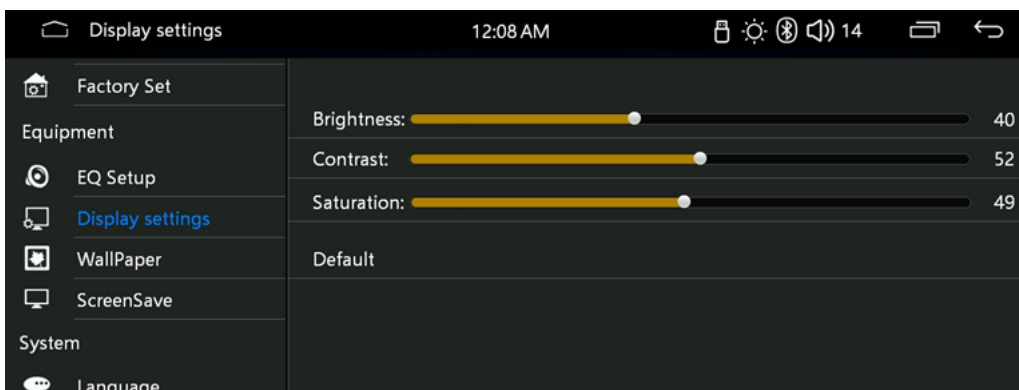 Display settings 12:08 AM 14
Factory Set
Equipment
EQ Setup
Display settings
WallPaper
ScreenSave
System
Language
Brightness: 40
Contrast: 52
Saturation: 49
Default